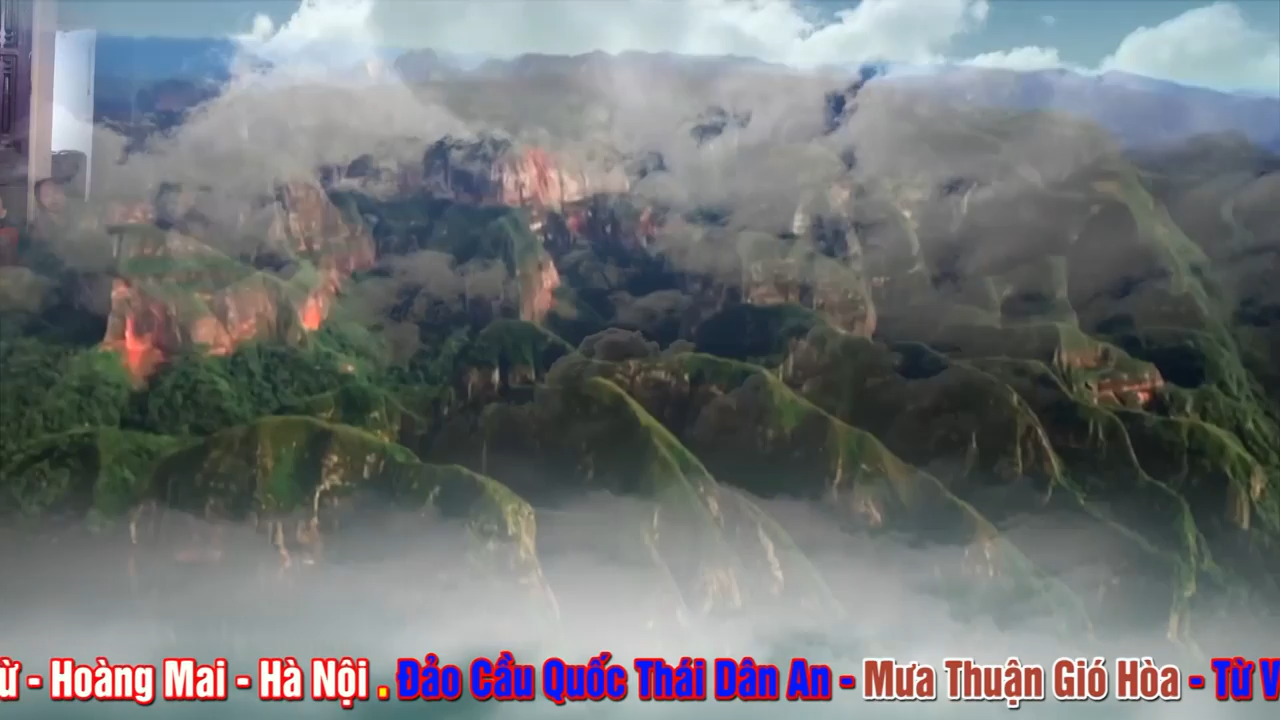 ừ - Hoàng Mai - Hà Nội . Đảo Cầu Quốc Thái Dân An - Mưa Thuận Gió Hòa - Từ V